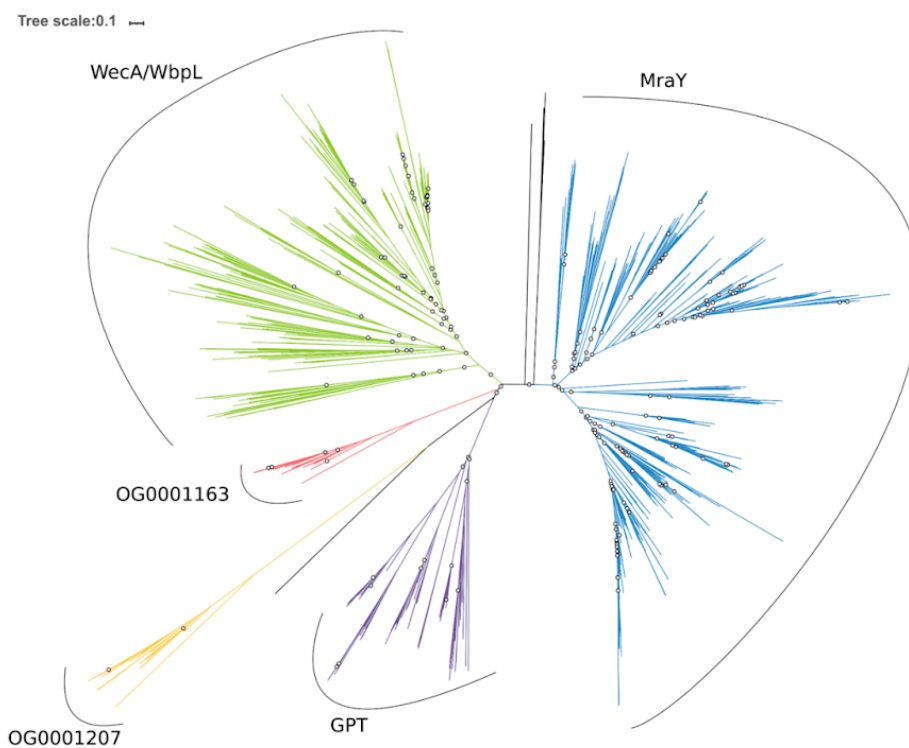 Tree scale:0.1
WecA/WbpL
MraY
OG0001163
OG0001207
GPT